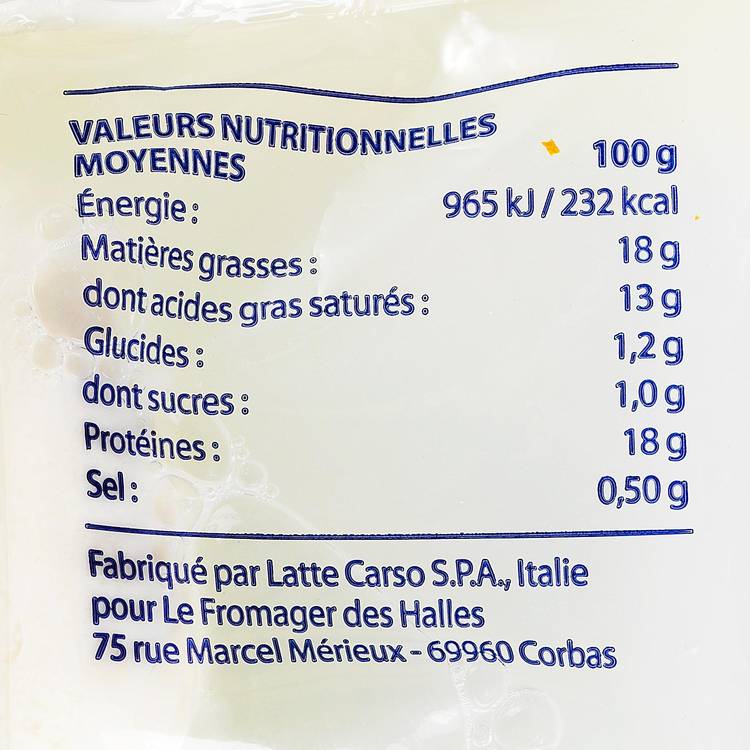 VALEURS NUTRITIONNELLES
MOYENNES 100 g
Énergie : 965 kJ / 232 kcal
Matières grasses : 18 g
dont acides gras saturés : 13 g
Glucides : 1,2 g
dont sucres : 1,0 g
Protéines : 18 g
Sel : 0,50 g
Fabriqué par Latte Carso S.P.A., Italie
pour Le Fromager des Halles
75 rue Marcel Mérieux - 69960 Corbas